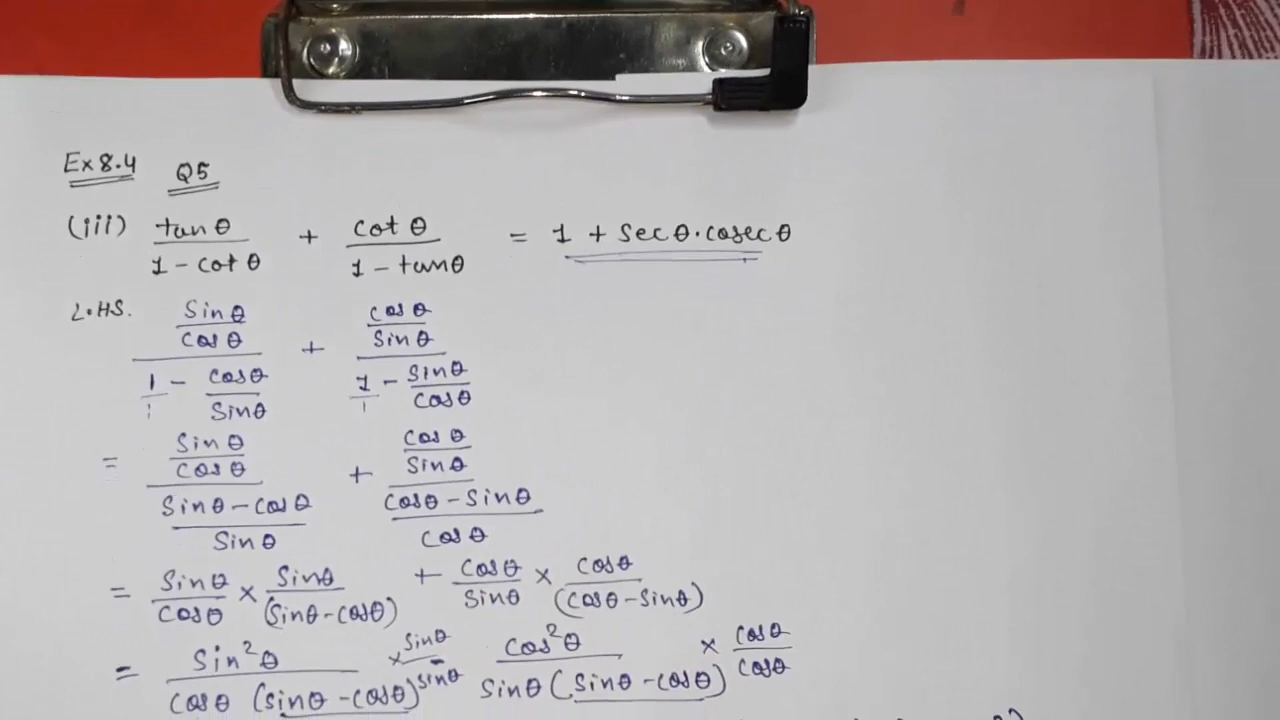 Ex 8.4 Q5
(iii) tanθ / 1 - cotθ + cotθ / 1 - tanθ = 1 + secθ.cosecθ
L.HS. Sinθ/Cosθ / 1/1 - Cosθ/Sinθ + Cosθ/Sinθ / 1/1 - Sinθ/Cosθ
= Sinθ/Cosθ / Sinθ - Cosθ/Sinθ + Cosθ/Sinθ / Cosθ - Sinθ/Cosθ
= Sinθ/Cosθ × Sinθ/(Sinθ - Cosθ) + Cosθ/Sinθ × Cosθ/(Cosθ - Sinθ)
= Sin²θ / Cosθ (Sinθ - Cosθ) × Sinθ/Sinθ - Cos²θ / Sinθ (Sinθ - Cosθ) × Cosθ/Cosθ